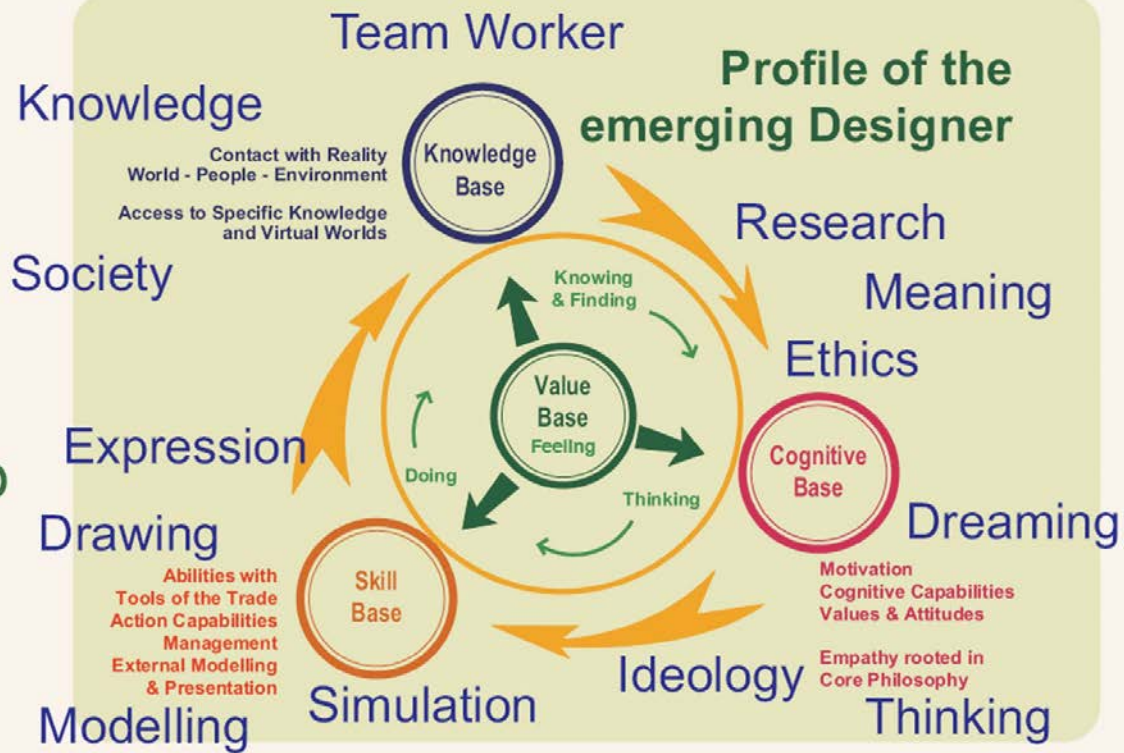 Team Worker
Profile of the
emerging Designer
Knowledge
Contact with Reality
World - People - Environment
Access to Specific Knowledge
and Virtual Worlds
Knowledge
Base
Research
Society
Meaning
Knowing
& Finding
Ethics
Value
Base
Feeling
Expression
Doing
Thinking
Cognitive
Base
Drawing
Dreaming
Abilities with
Tools of the Trade
Action Capabilities
Management
External Modelling
& Presentation
Skill
Base
Motivation
Cognitive Capabilities
Values & Attitudes
Empathy rooted in
Core Philosophy
Ideology
Simulation
Modelling
Thinking